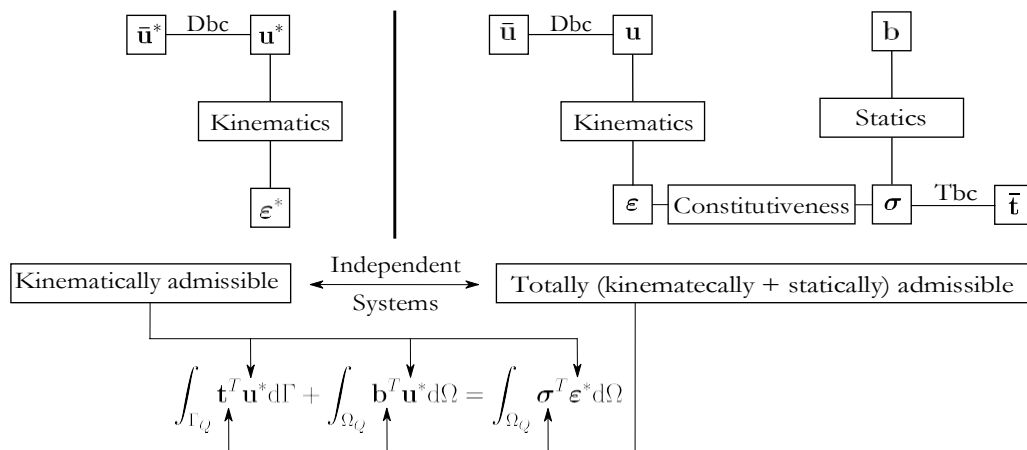 ū* Dbc u*
ū Dbc u
b
Kinematics
Kinematics
Statics
ε*
ε Constitutiveness σ Tbc t̄
Kinematically admissible
Independent
Systems
Totally (kinematecally + statically) admissible
∫_{Γ_Q} t^T u* dΓ + ∫_{Ω_Q} b^T u* dΩ = ∫_{Ω_Q} σ^T ε* dΩ